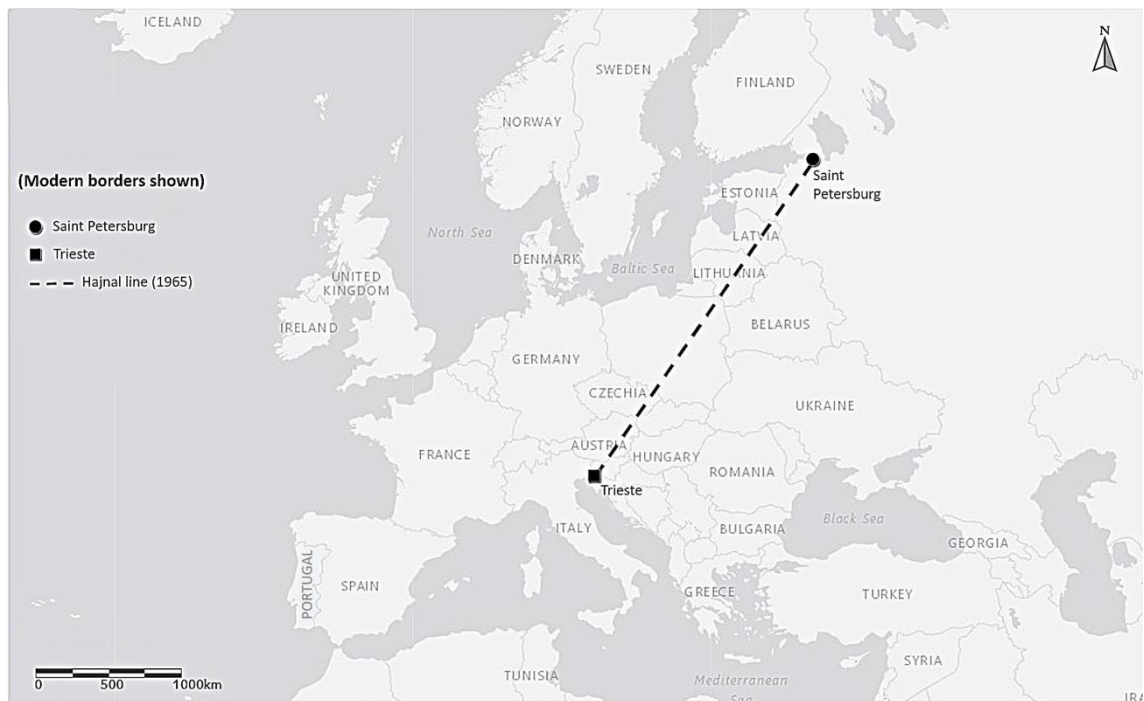 ICELAND
N
SWEDEN
FINLAND
NORWAY
(Modern borders shown)
Saint
Petersburg
ESTONIA
Saint Petersburg
North Sea
LATVIA
Trieste
DENMARK
Baltic Sea
LITHUANIA
Hajnal line (1965)
UNITED
KINGDOM
IRELAND
BELARUS
GERMANY
CZECHIA
UKRAINE
AUSTRIA
FRANCE
HUNGARY
ROMANIA
Trieste
Black Sea
ITALY
BULGARIA
GEORGIA
PORTUGAL
SPAIN
GREECE
TURKEY
SYRIA
TUNISIA
Mediterranean
Sea
0 500 1000km
IRA